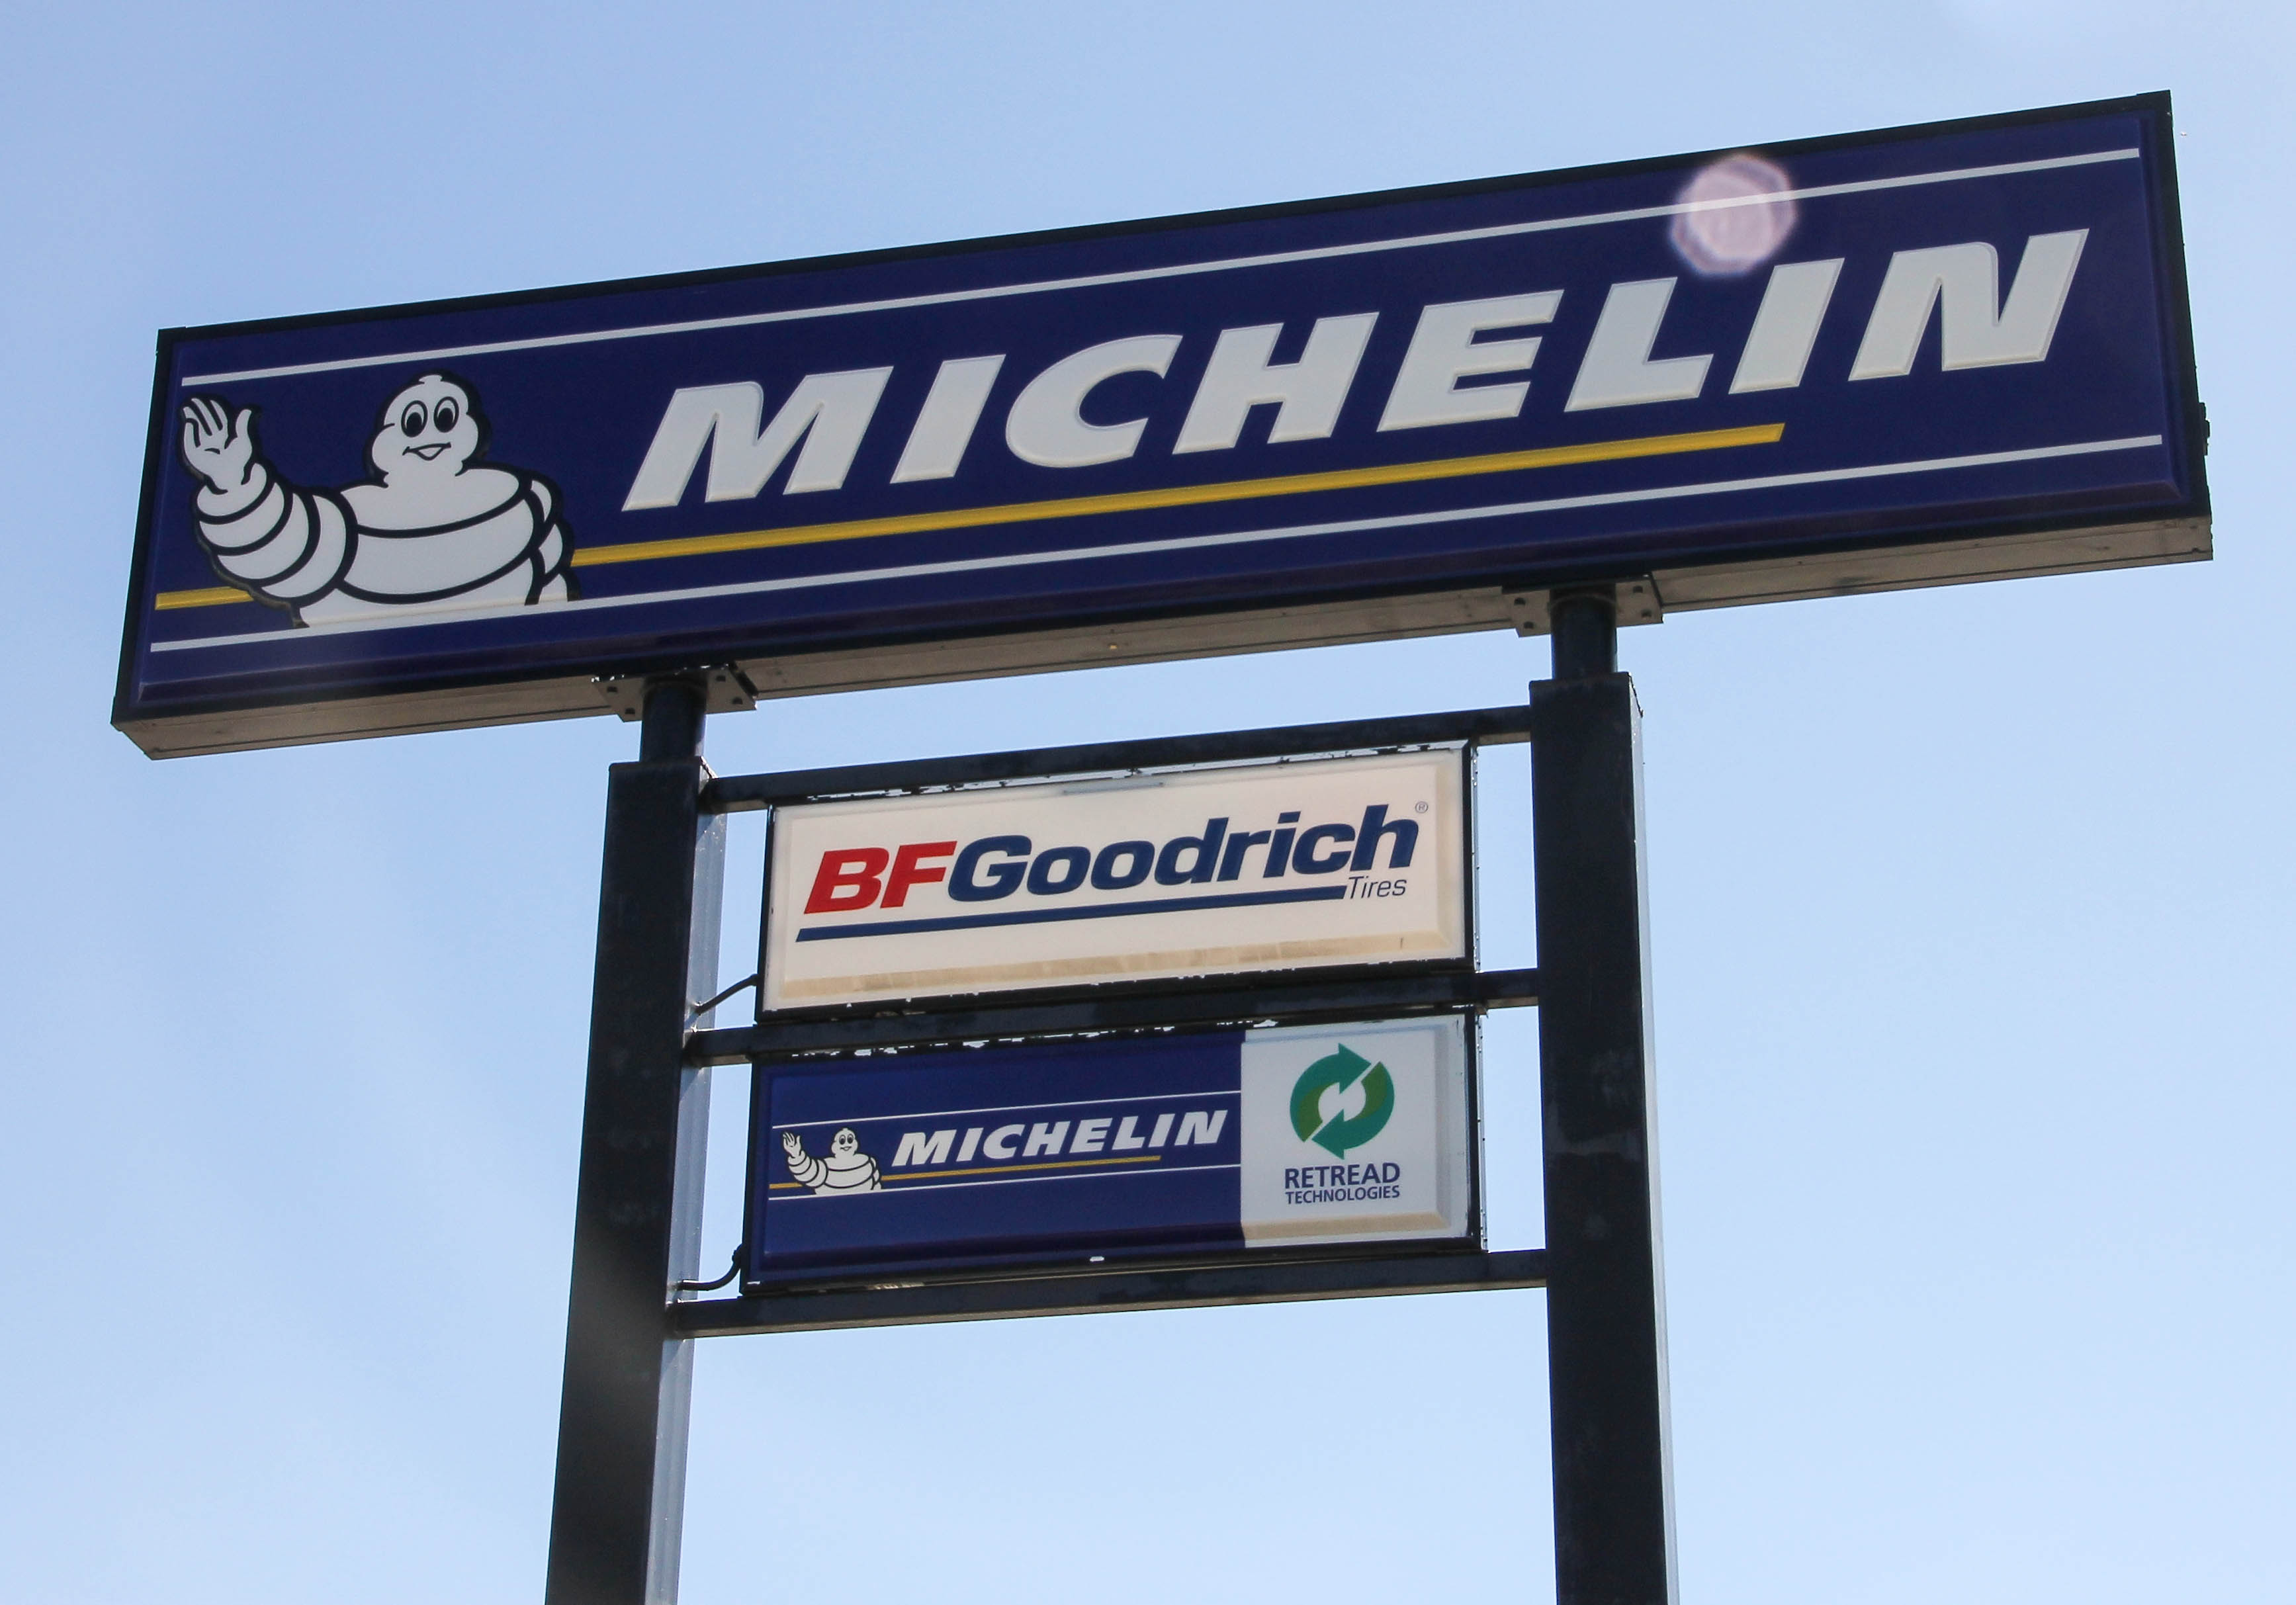 MICHELIN
BFGoodrich®
Tires
MICHELIN
RETREAD
TECHNOLOGIES